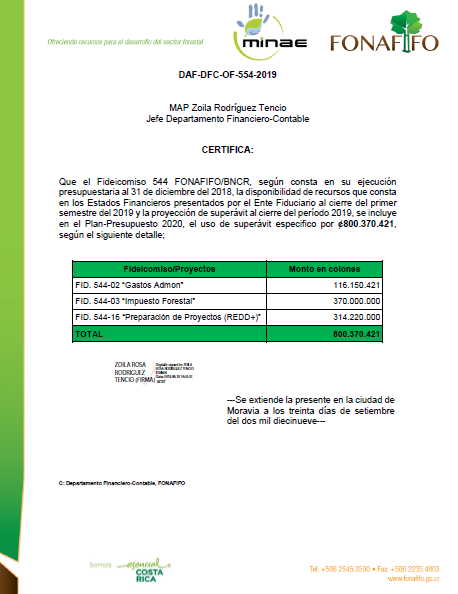 Ofreciendo recursos para el desarrollo del sector forestal
minae
FONAFIFO
DAF-DFC-OF-554-2019
MAP Zoila Rodríguez Tencio
Jefe Departamento Financiero-Contable
CERTIFICA:
Que el Fideicomiso 544 FONAFIFO/BNCR, según consta en su ejecución
presupuestaria al 31 de diciembre del 2018, la disponibilidad de recursos que consta
en los Estados Financieros presentados por el Ente Fiduciario al cierre del primer
semestre del 2019 y la proyección de superávit al cierre del período 2019, se incluye
en el Plan-Presupuesto 2020, el uso de superávit especifico por ¢800.370.421,
según el siguiente detalle;
Fideicomiso/Proyectos Monto en colones
FID. 544-02 “Gastos Admon” 116.150.421
FID. 544-03 “Impuesto Forestal” 370.000.000
FID. 544-16 “Preparación de Proyectos (REDD+)” 314.220.000
TOTAL 800.370.421
ZOILA ROSA
RODRIGUEZ
TENCIO (FIRMA)
---Se extiende la presente en la ciudad de
Moravia a los treinta días de setiembre
del dos mil diecinueve---
C: Departamento Financiero-Contable, FONAFIFO
Somos esencial
COSTA
RICA
Tel: +506 2545.3500 • Fax: +506 2235.4803
www.fonafifo.go.cr